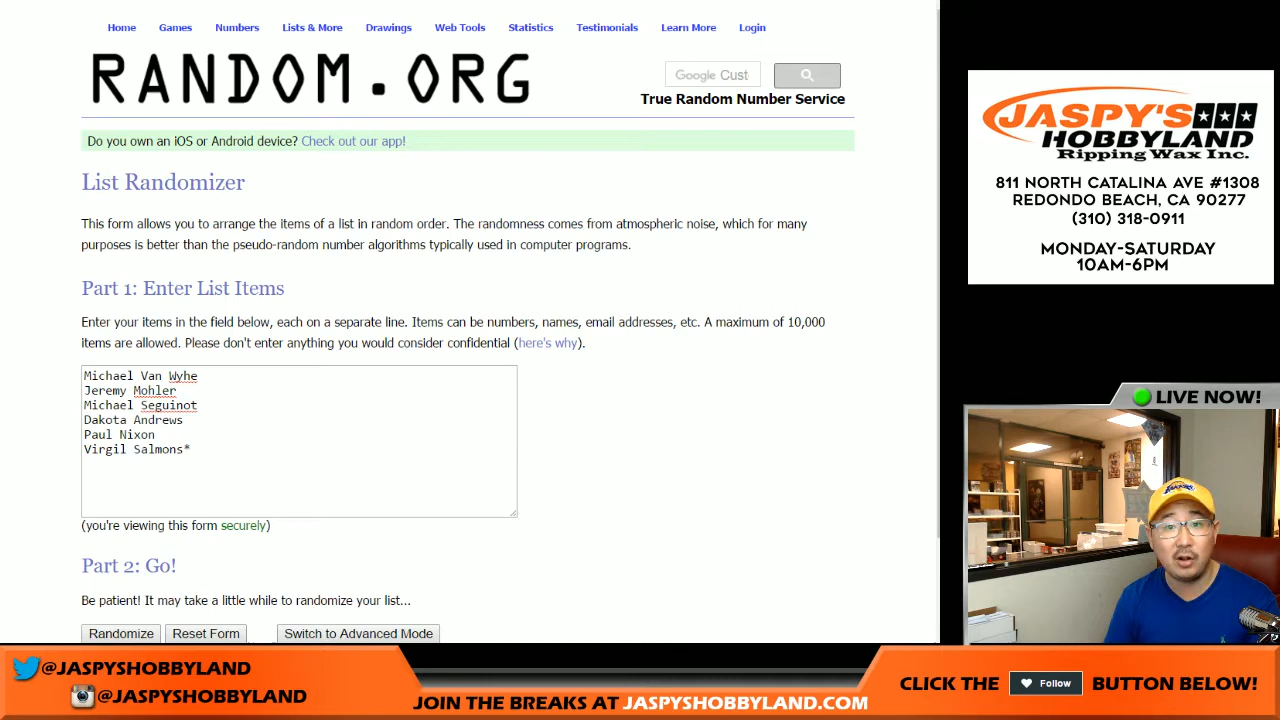 Home Games Numbers Lists & More Drawings Web Tools Statistics Testimonials Learn More Login
RANDOM.ORG
Google Cust
True Random Number Service
Do you own an iOS or Android device? Check out our app!
List Randomizer
This form allows you to arrange the items of a list in random order. The randomness comes from atmospheric noise, which for many
purposes is better than the pseudo-random number algorithms typically used in computer programs.
Part 1: Enter List Items
Enter your items in the field below, each on a separate line. Items can be numbers, names, email addresses, etc. A maximum of 10,000
items are allowed. Please don't enter anything you would consider confidential (here's why).
Michael Van Wyhe
Jeremy Mohler
Michael Seguinot
Dakota Andrews
Paul Nixon
Virgil Salmons*
(you're viewing this form securely)
Part 2: Go!
Be patient! It may take a little while to randomize your list...
Randomize Reset Form Switch to Advanced Mode
JASPY'S
HOBBYLAND
Ripping Wax Inc.
811 NORTH CATALINA AVE #1308
REDONDO BEACH, CA 90277
(310) 318-0911
MONDAY-SATURDAY
10AM-6PM
LIVE NOW!
@JASPYSHOBBYLAND
@JASPYSHOBBYLAND
JOIN THE BREAKS AT JASPYSHOBBYLAND.COM
CLICK THE Follow BUTTON BELOW!